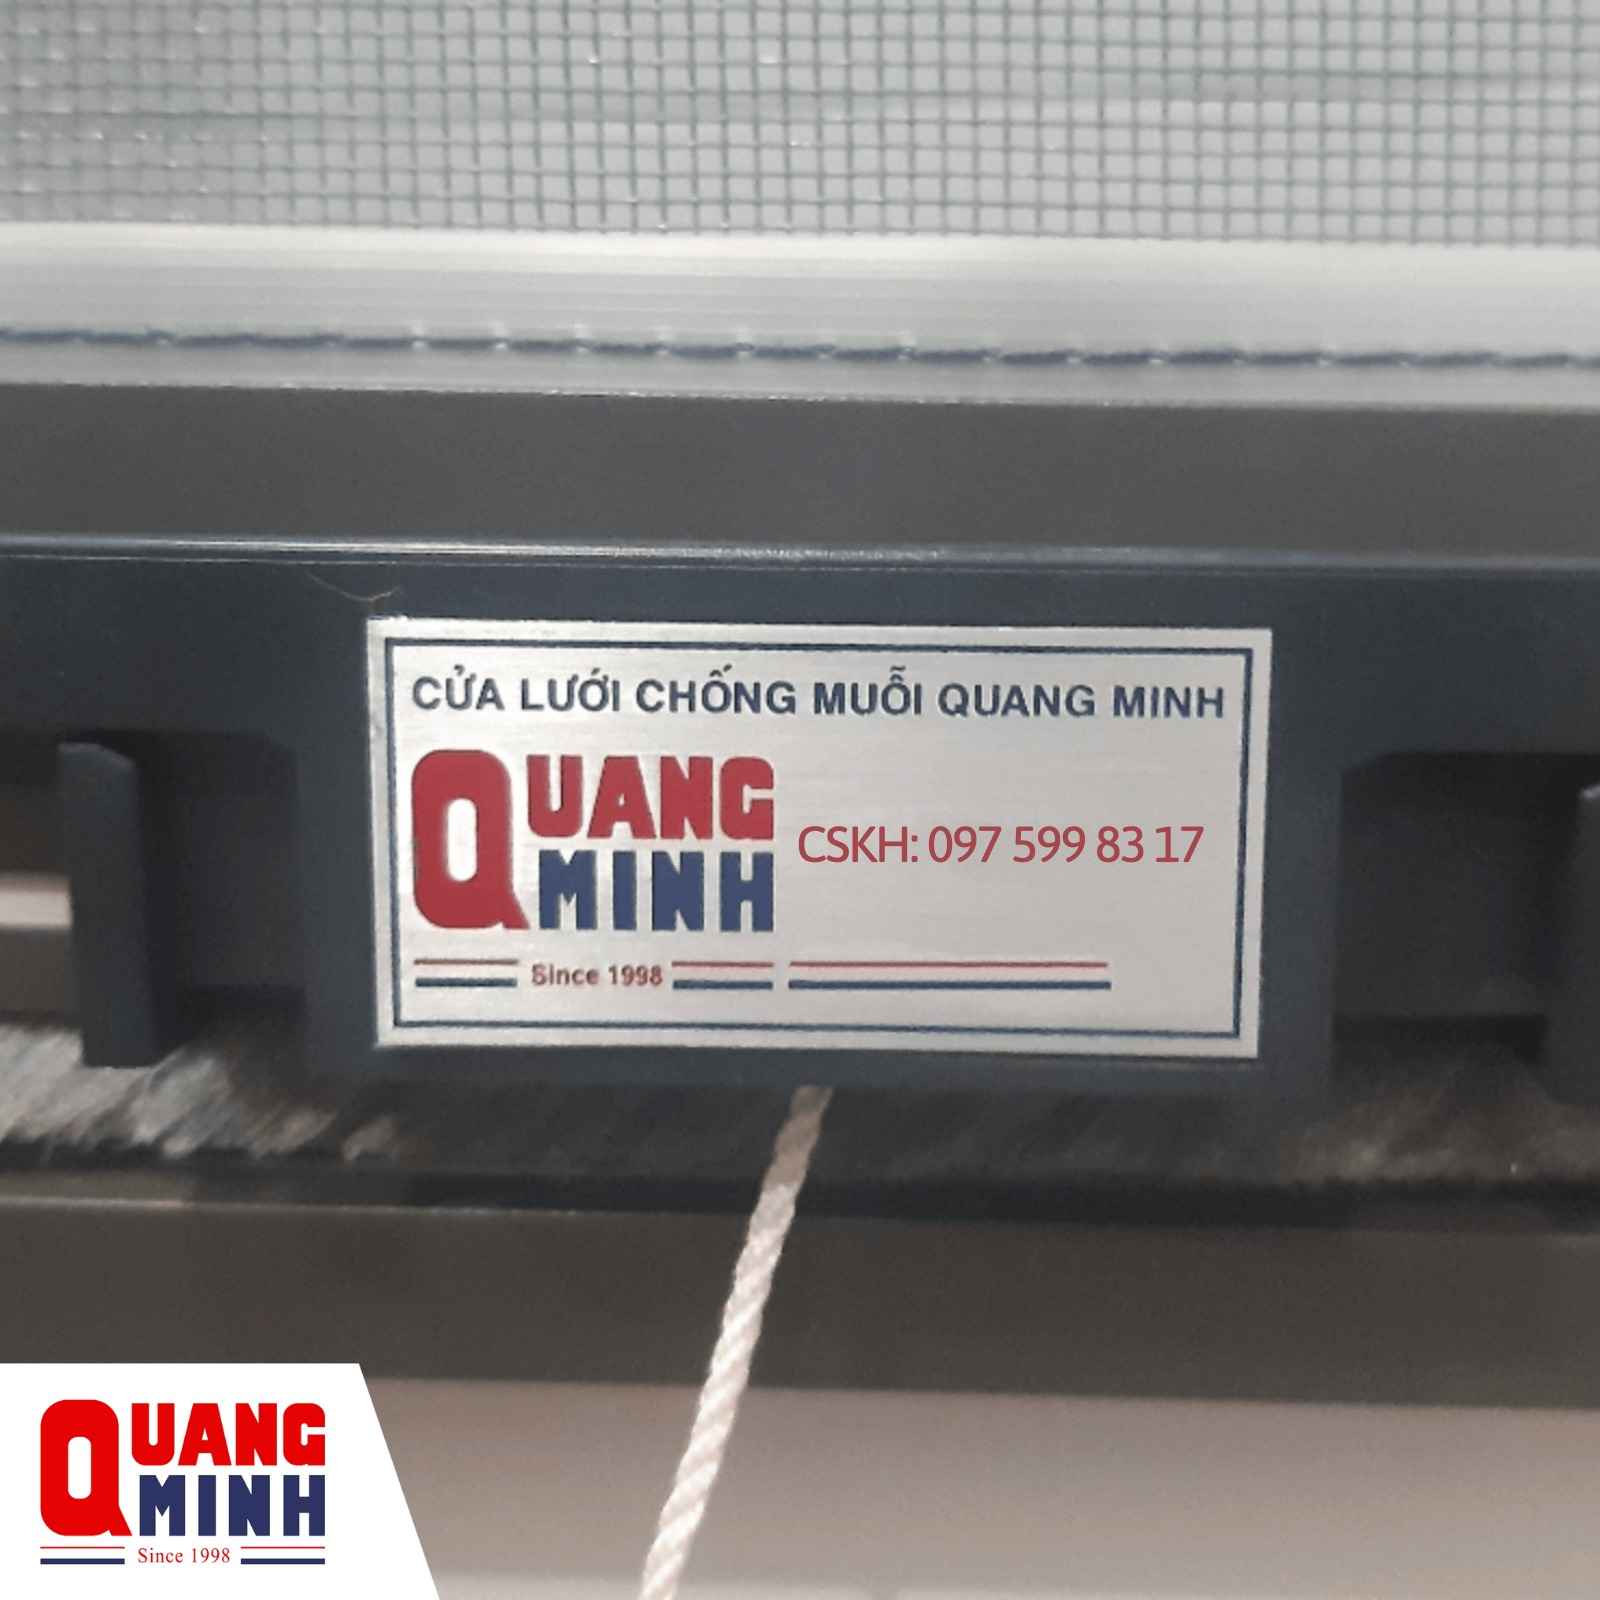 CỬA LƯỚI CHỐNG MUỖI QUANG MINH
QUANG
MINH
CSKH: 097 599 83 17
Since 1998
QUANG
MINH
Since 1998